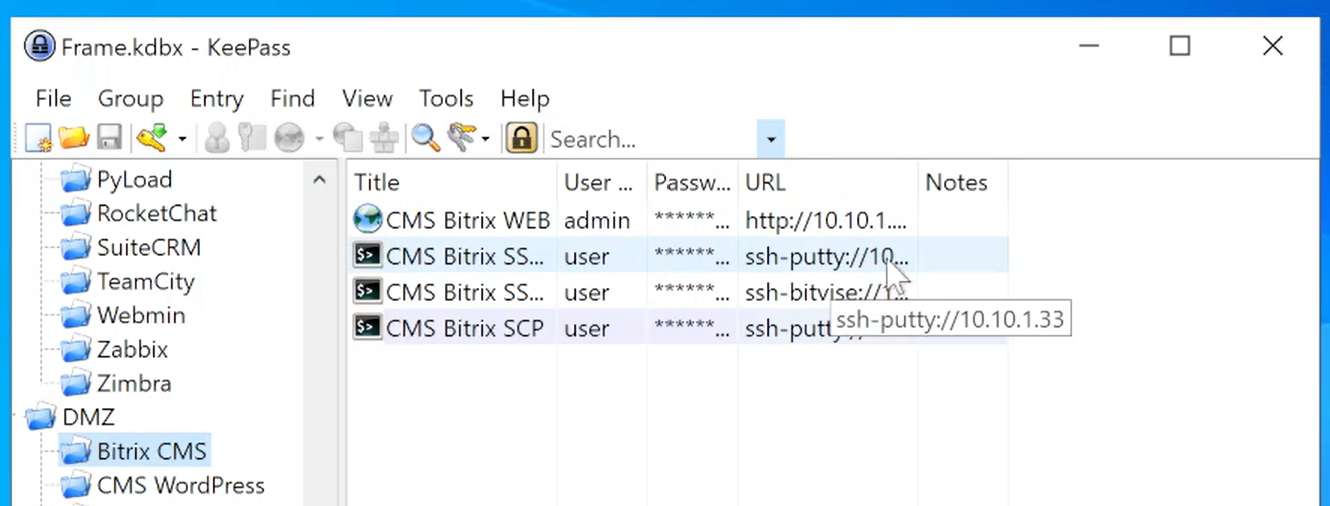 Frame.kdbx - KeePass
File Group Entry Find View Tools Help
Search...
PyLoad
RocketChat
SuiteCRM
TeamCity
Webmin
Zabbix
Zimbra
DMZ
Bitrix CMS
CMS WordPress
Title User ... Passw... URL Notes
CMS Bitrix WEB admin ******... http://10.10.1....
CMS Bitrix SS... user ******... ssh-putty://10...
CMS Bitrix SS... user ******... ssh-bitvise://1...
CMS Bitrix SCP user ******... ssh-putty://
ssh-putty://10.10.1.33